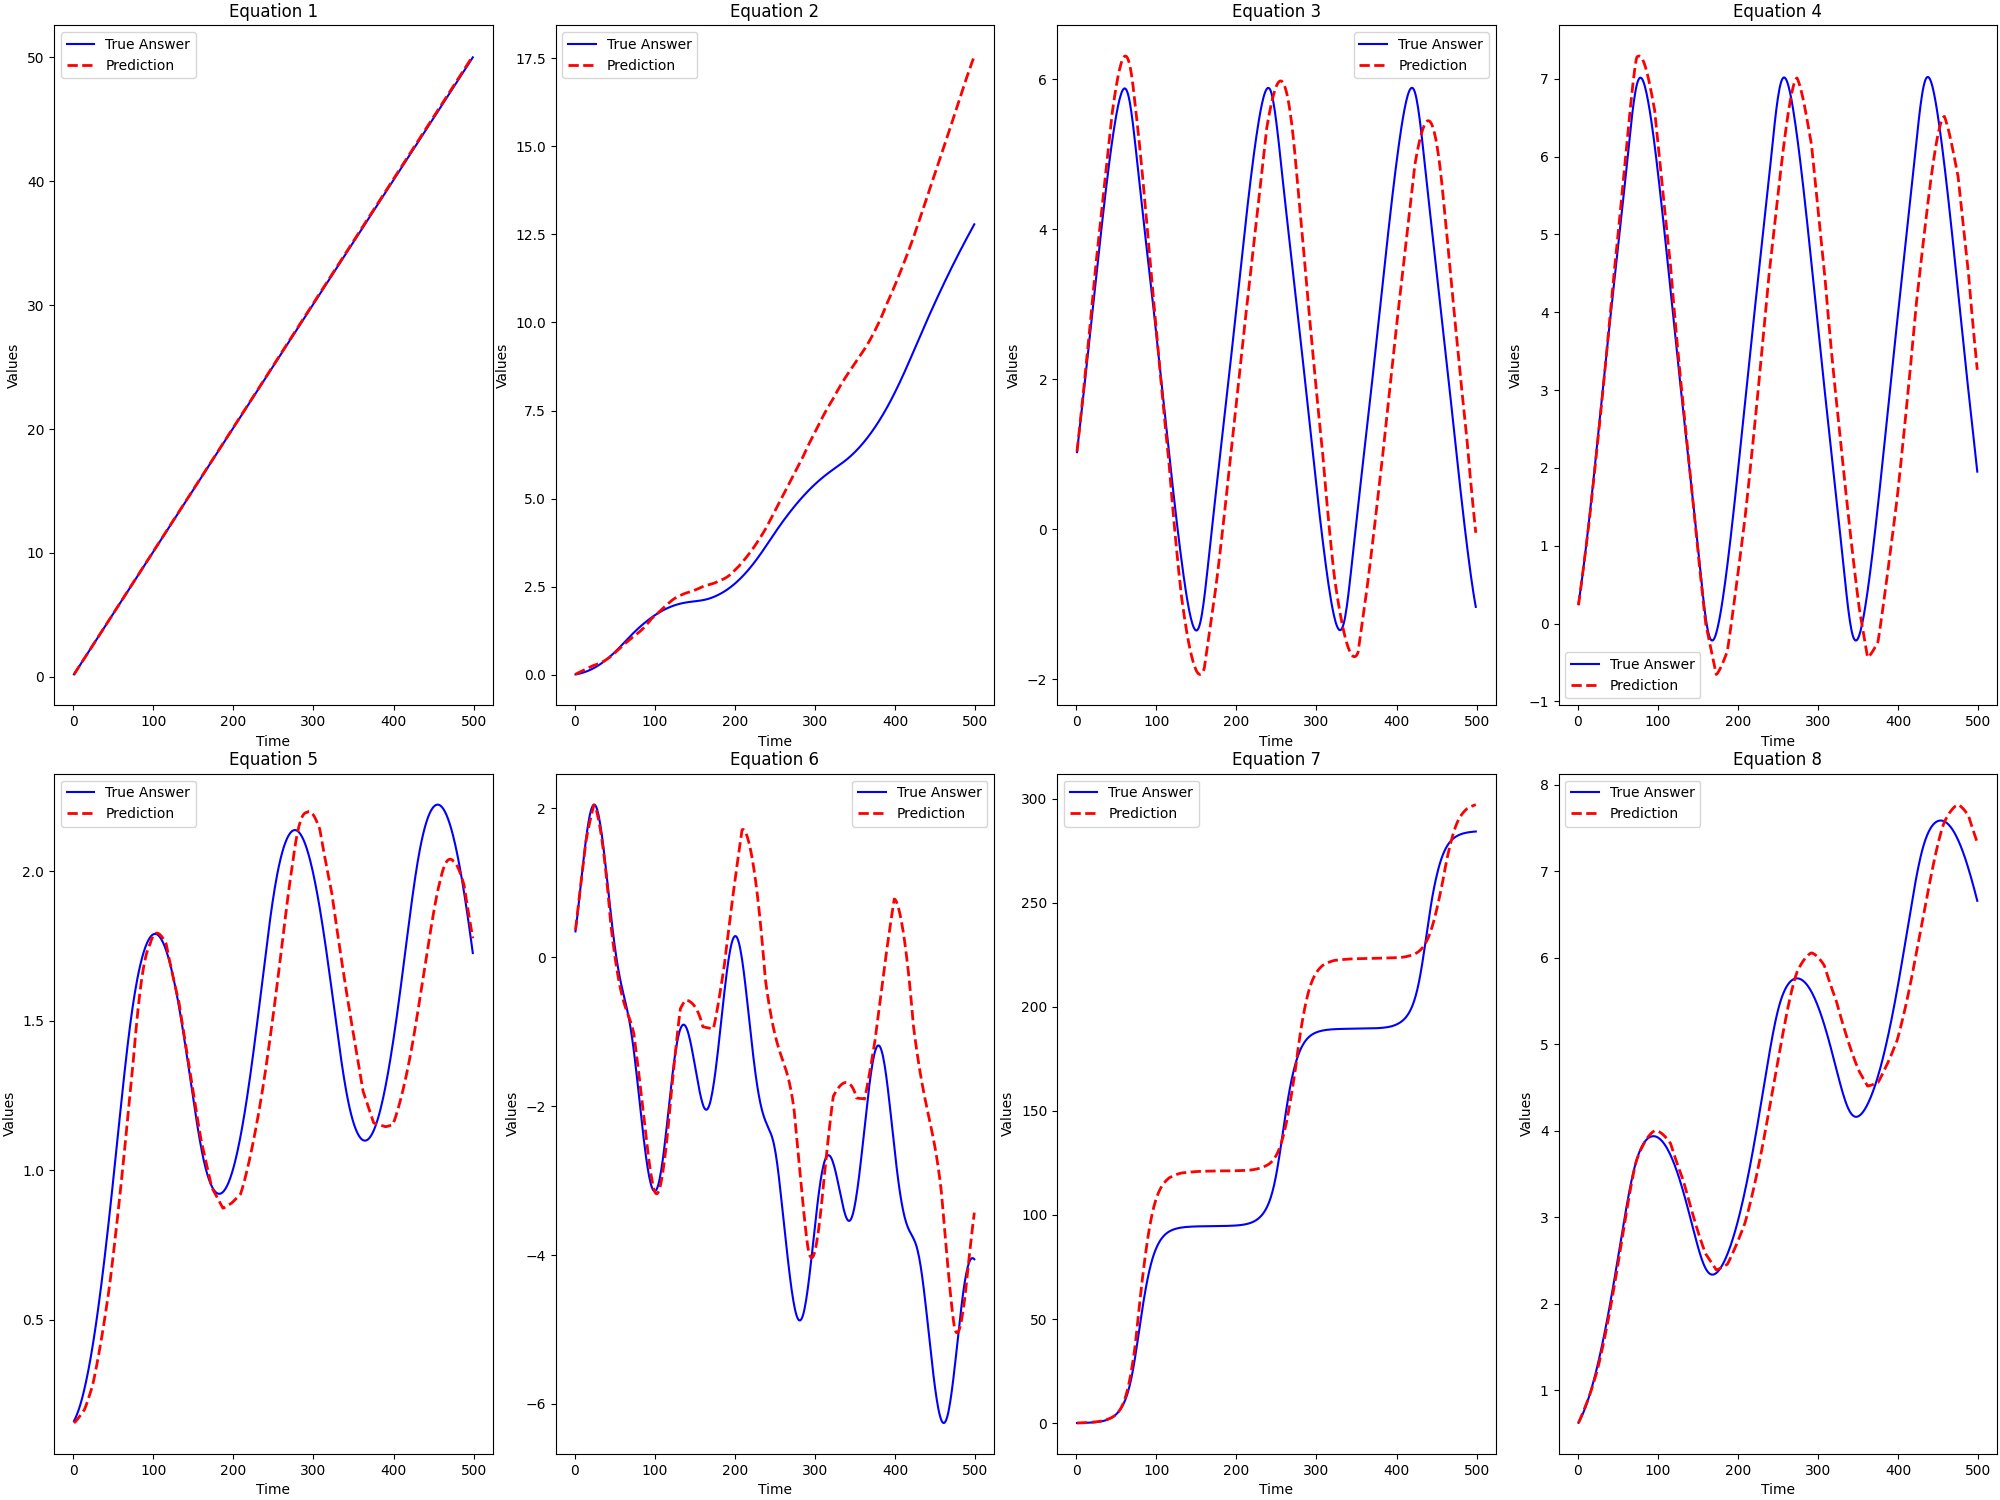 Equation 1
True Answer
Prediction
50
40
30
20
10
0
Values
0 100 200 300 400 500
Time
Equation 2
True Answer
Prediction
17.5
15.0
12.5
10.0
7.5
5.0
2.5
0.0
Values
0 100 200 300 400 500
Time
Equation 3
True Answer
Prediction
6
4
2
0
−2
Values
0 100 200 300 400 500
Time
Equation 4
7
6
5
4
3
2
1
0
−1
Values
True Answer
Prediction
0 100 200 300 400 500
Time
Equation 5
True Answer
Prediction
2.0
1.5
1.0
0.5
Values
0 100 200 300 400 500
Time
Equation 6
True Answer
Prediction
2
0
−2
−4
−6
Values
0 100 200 300 400 500
Time
Equation 7
True Answer
Prediction
300
250
200
150
100
50
0
Values
0 100 200 300 400 500
Time
Equation 8
True Answer
Prediction
8
7
6
5
4
3
2
1
Values
0 100 200 300 400 500
Time